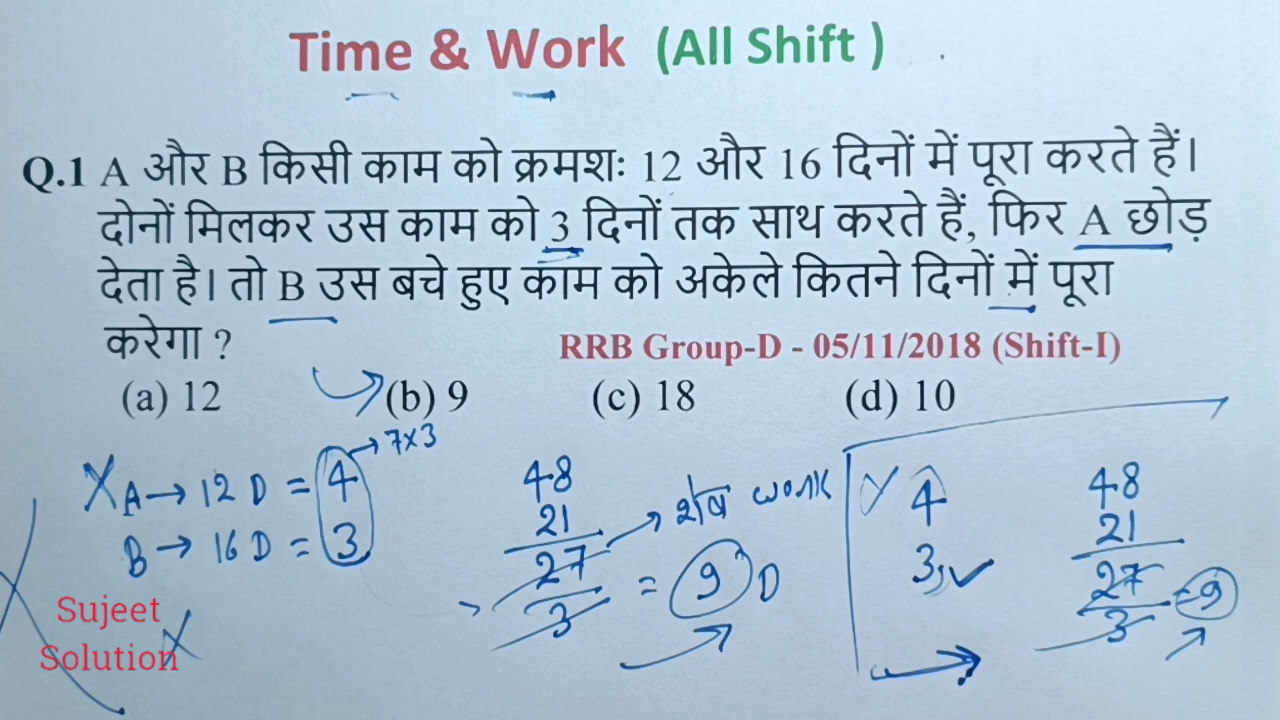 Time & Work (All Shift )
Q.1 A और B किसी काम को क्रमशः 12 और 16 दिनों में पूरा करते हैं।
दोनों मिलकर उस काम को 3 दिनों तक साथ करते हैं, फिर A छोड़
देता है। तो B उस बचे हुए काम को अकेले कितने दिनों में पूरा
करेगा ?
RRB Group-D - 05/11/2018 (Shift-I)
(a) 12 (b) 9 (c) 18 (d) 10
A → 12 D = 4 → 7×3
B → 16 D = 3
48
21
27 → शेष work
3 = 9 D
4
3
48
21
27 = 9
3
Sujeet
Solution